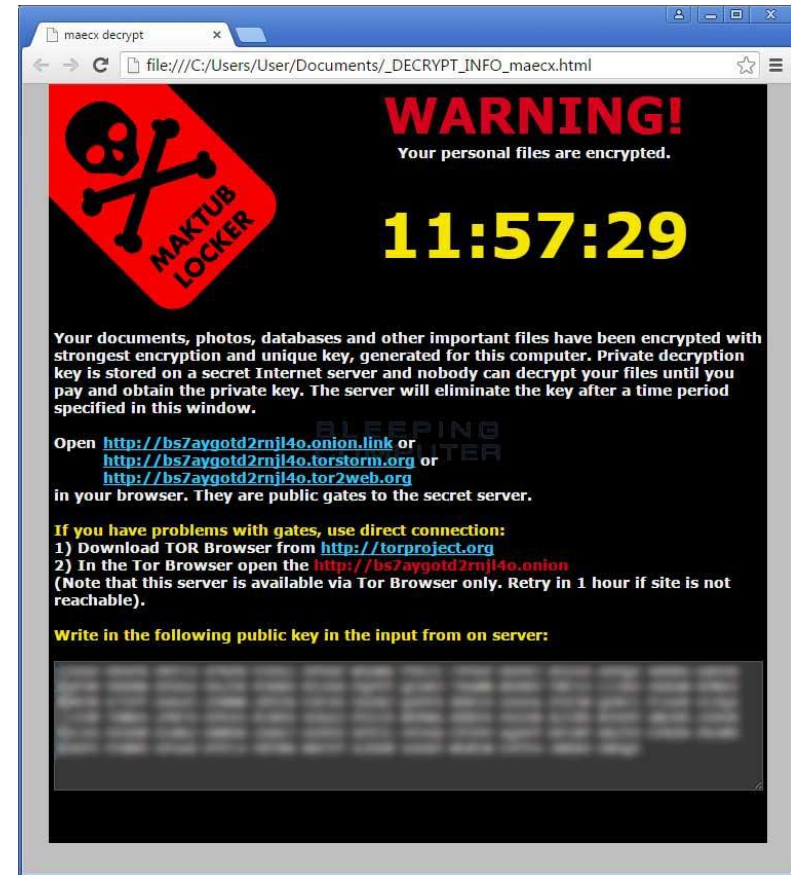 maecx decrypt
file:///C:/Users/User/Documents/_DECRYPT_INFO_maecx.html
MAKTUB
LOCKER
WARNING!
Your personal files are encrypted.
11:57:29
Your documents, photos, databases and other important files have been encrypted with
strongest encryption and unique key, generated for this computer. Private decryption
key is stored on a secret Internet server and nobody can decrypt your files until you
pay and obtain the private key. The server will eliminate the key after a time period
specified in this window.
BLEEPING
COMPUTER
Open http://bs7aygotd2rnjl4o.onion.link or
http://bs7aygotd2rnjl4o.torstorm.org or
http://bs7aygotd2rnjl4o.tor2web.org
in your browser. They are public gates to the secret server.
If you have problems with gates, use direct connection:
1) Download TOR Browser from http://torproject.org
2) In the Tor Browser open the http://bs7aygotd2rnjl4o.onion
(Note that this server is available via Tor Browser only. Retry in 1 hour if site is not
reachable).
Write in the following public key in the input from on server: